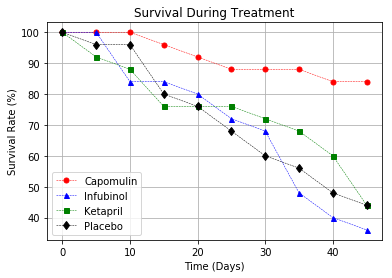 Survival During Treatment
Survival Rate (%)
100
90
80
70
60
50
40
Capomulin
Infubinol
Ketapril
Placebo
0 10 20 30 40
Time (Days)